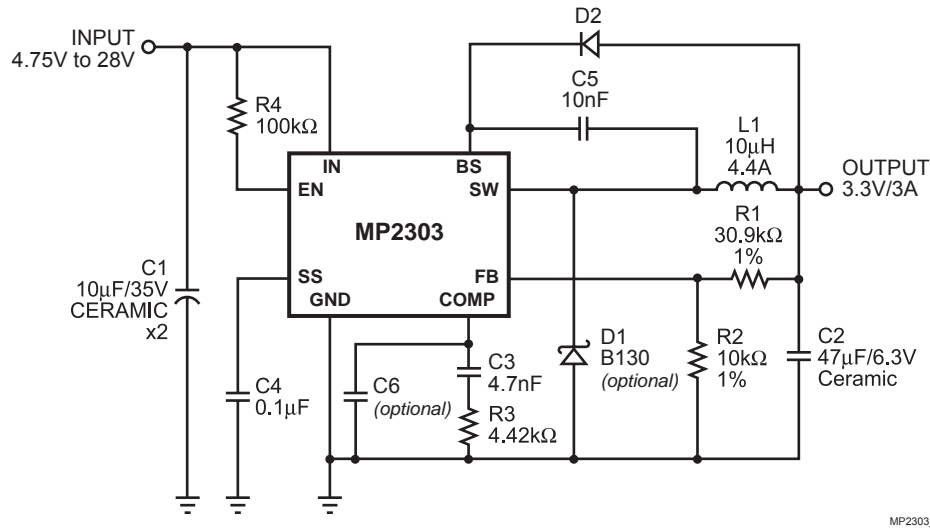 INPUT
4.75V to 28V
D2
C5
10nF
R4
100kΩ
L1
10µH
4.4A
OUTPUT
3.3V/3A
IN
BS
EN
SW
MP2303
R1
30.9kΩ
1%
SS
FB
GND
COMP
C1
10µF/35V
CERAMIC
x2
C4
0.1µF
C6
(optional)
C3
4.7nF
R3
4.42kΩ
D1
B130
(optional)
R2
10kΩ
1%
C2
47µF/6.3V
Ceramic
MP2303_